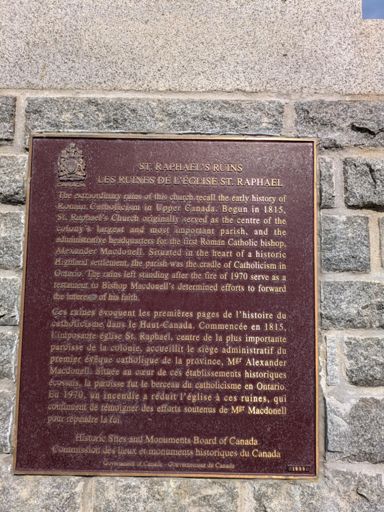 ST. RAPHAEL'S RUINS
LES RUINES DE L'ÉGLISE ST. RAPHAEL
The extraordinary ruins of this church recall the early history of
Roman Catholicism in Upper Canada. Begun in 1815,
St. Raphael's Church originally served as the centre of the
colony's largest and most important parish, and the
administrative headquarters for the first Roman Catholic bishop,
Alexander Macdonell. Situated in the heart of a historic
Highland settlement, the parish was the cradle of Catholicism in
Ontario. The ruins left standing after the fire of 1970 serve as a
testament to Bishop Macdonell's determined efforts to forward
the interests of his faith.
Ces ruines évoquent les premières pages de l'histoire du
catholicisme dans le Haut-Canada. Commencée en 1815,
l'imposante église St. Raphael, centre de la plus importante
paroisse de la colonie, accueillit le siège administratif du
premier évêque catholique de la province, Mgr Alexander
Macdonell. Située au cœur de ces établissements historiques
écossais, la paroisse fut le berceau du catholicisme en Ontario.
En 1970, un incendie a réduit l'église à ces ruines, qui
continuent de témoigner des efforts soutenus de Mgr Macdonell
pour répandre la foi.
Historic Sites and Monuments Board of Canada
Commission des lieux et monuments historiques du Canada
Government of Canada - Gouvernement du Canada